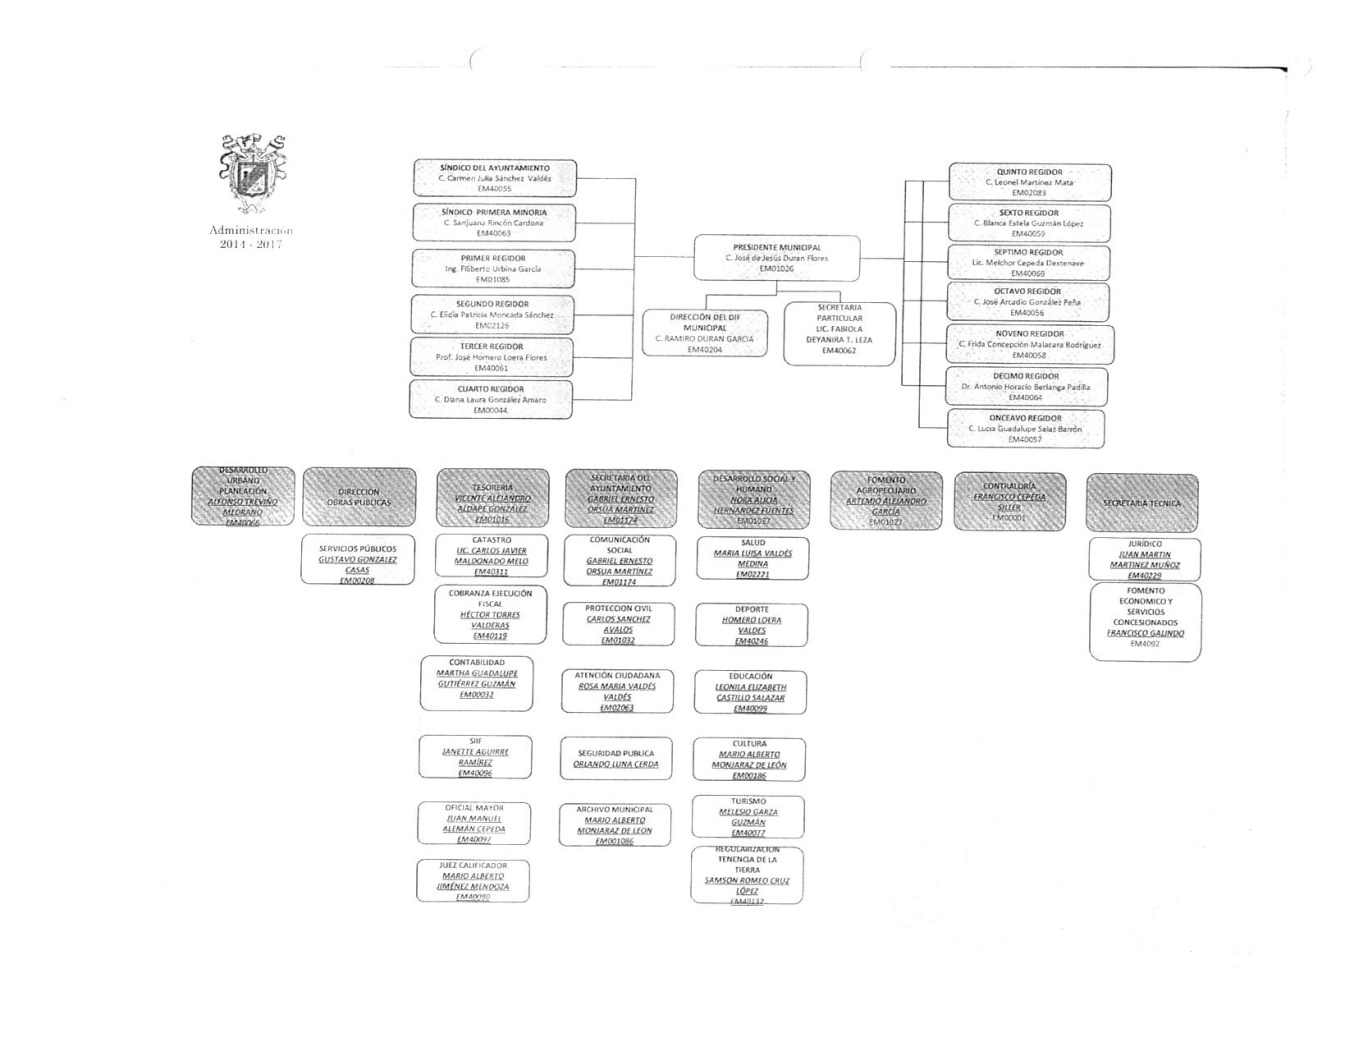 Administración
2014 - 2017
SÍNDICO DEL AYUNTAMIENTO
C. Carmen Julia Sánchez Valdés
EM40055
SÍNDICO PRIMERA MINORIA
C. Sanjuana Rincón Cardona
EM40063
PRIMER REGIDOR
Ing. Filiberto Urbina García
EM01085
SEGUNDO REGIDOR
C. Elidia Patricia Moncada Sánchez
EM02126
TERCER REGIDOR
Prof. José Homero Loera Flores
EM40061
CUARTO REGIDOR
C. Diana Laura González Amaro
EM00044
PRESIDENTE MUNICIPAL
C. José de Jesús Duran Flores
EM01026
DIRECCIÓN DEL DIF
MUNICIPAL
C. RAMIRO DURAN GARCIA
EM40204
SECRETARIA
PARTICULAR
LIC. FABIOLA
DEYANIRA T. LEZA
EM40062
QUINTO REGIDOR
C. Leonel Martínez Mata
EM02083
SEXTO REGIDOR
C. Blanca Estela Guzmán López
EM40059
SEPTIMO REGIDOR
Lic. Melchor Cepeda Destenave
EM40069
OCTAVO REGIDOR
C. José Arcadio González Peña
EM40056
NOVENO REGIDOR
C. Frida Concepción Malacara Rodríguez
EM40058
DECIMO REGIDOR
Dr. Antonio Horacio Berlanga Padilla
EM40064
ONCEAVO REGIDOR
C. Lucia Guadalupe Salas Barrón
EM40057
DESARROLLO
URBANO
PLANEACIÓN
ALFONSO TREVIÑO
MEDRANO
EM40066
DIRECCIÓN
OBRAS PUBLICAS
SERVICIOS PÚBLICOS
GUSTAVO GONZALEZ
CASAS
EM00208
TESORERIA
VICENTE ALEJANDRO
ALDAPE GONZALEZ
EM01016
CATASTRO
LIC. CARLOS JAVIER
MALDONADO MELO
EM40311
COBRANZA EJECUCIÓN
FISCAL
HÉCTOR TORRES
VALDERAS
EM40119
CONTABILIDAD
MARTHA GUADALUPE
GUTIÉRREZ GUZMÁN
EM00032
SIIF
JANETTE AGUIRRE
RAMÍREZ
EM40096
OFICIAL MAYOR
JUAN MANUEL
ALEMÁN CEPEDA
EM40097
JUEZ CALIFICADOR
MARIO ALBERTO
JIMÉNEZ MENDOZA
EM40090
SECRETARIA DEL
AYUNTAMIENTO
GABRIEL ERNESTO
ORSUA MARTINEZ
EM01174
COMUNICACIÓN
SOCIAL
GABRIEL ERNESTO
ORSUA MARTÍNEZ
EM01174
PROTECCION CIVIL
CARLOS SANCHEZ
AVALOS
EM01032
ATENCIÓN CIUDADANA
ROSA MARIA VALDÉS
VALDÉS
EM02063
SEGURIDAD PUBLICA
ORLANDO LUNA CERDA
ARCHIVO MUNICIPAL
MARIO ALBERTO
MONJARAZ DE LEON
EM001086
DESARROLLO SOCIAL Y
HUMANO
NORA ALICIA
HERNANDEZ FUENTES
EM01037
SALUD
MARIA LUISA VALDÉS
MEDINA
EM02221
DEPORTE
HOMERO LOERA
VALDES
EM40246
EDUCACIÓN
LEONILA ELIZABETH
CASTILLO SALAZAR
EM40099
CULTURA
MARIO ALBERTO
MONJARAZ DE LEÓN
EM00186
TURISMO
MELESIO GARZA
GUZMÁN
EM40077
REGULARIZACION
TENENCIA DE LA
TIERRA
SAMSON ROMEO CRUZ
LÓPEZ
EM40137
FOMENTO
AGROPECUARIO
ARTEMIO ALEJANDRO
GARCÍA
EM01027
CONTRALORÍA
FRANCISCO CEPEDA
SILLER
EM00001
SECRETARIA TECNICA
JURÍDICO
JUAN MARTIN
MARTINEZ MUÑOZ
EM40229
FOMENTO
ECONOMICO Y
SERVICIOS
CONCESIONADOS
FRANCISCO GALINDO
EM4092